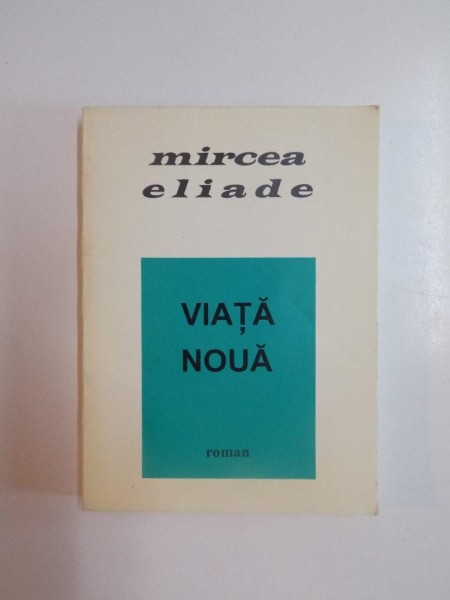 mircea
eliade
VIAȚĂ
NOUĂ
roman